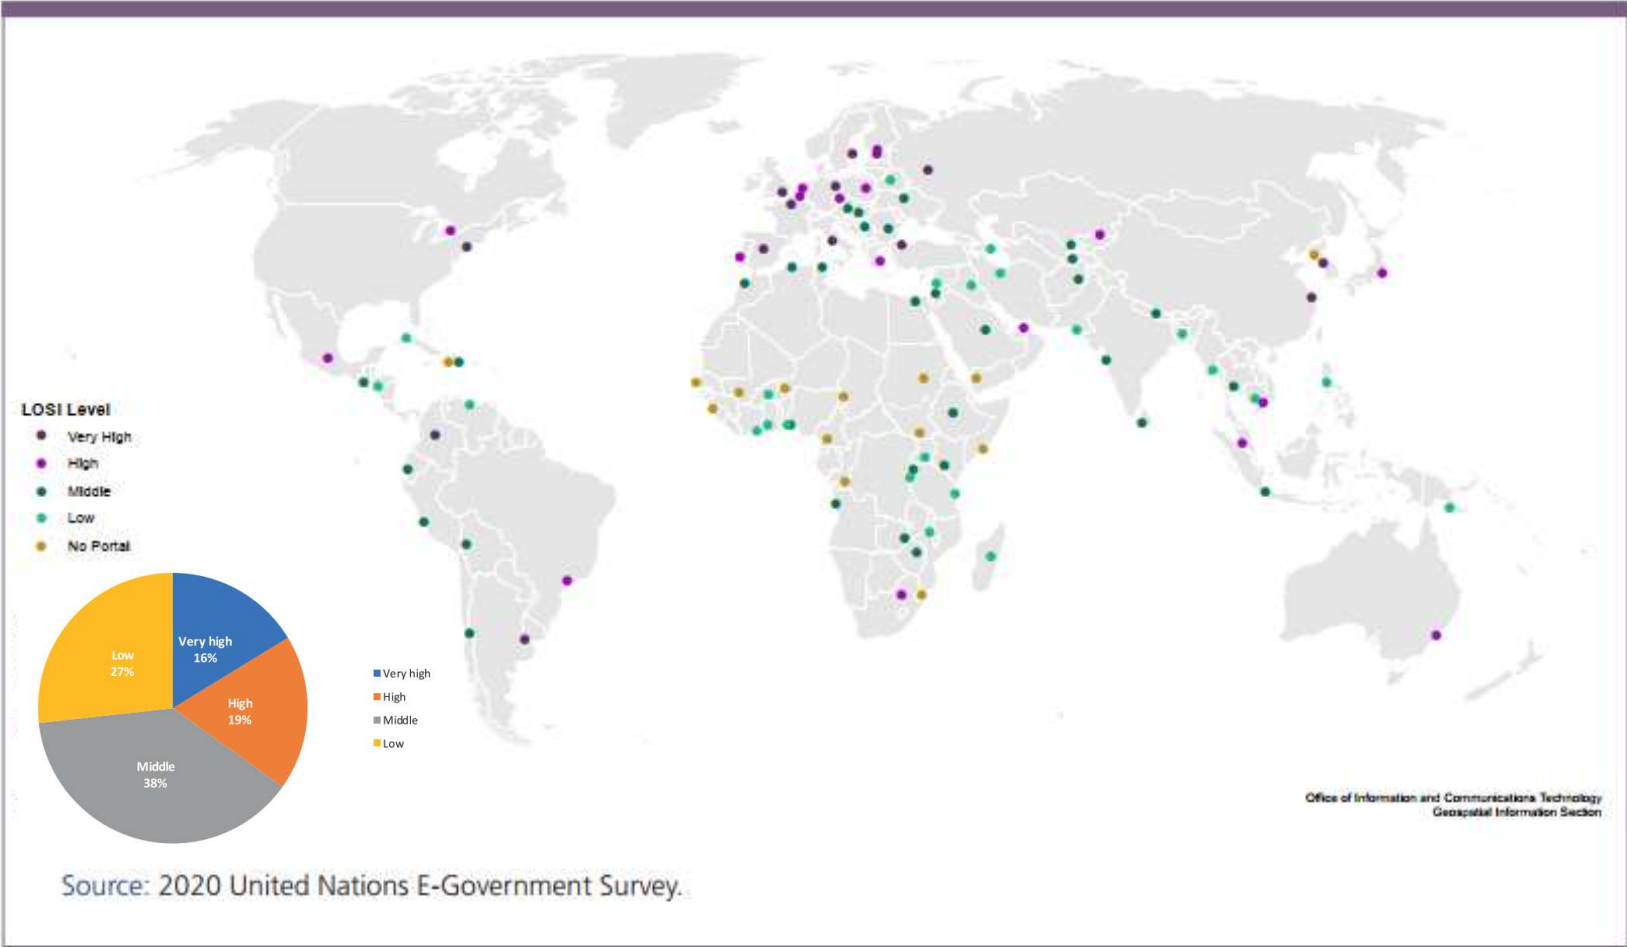 LOSI Level
Very High
High
Middle
Low
No Portal
Very high
16%
High
19%
Middle
38%
Low
27%
Very high
High
Middle
Low
Office of Information and Communications Technology
Geospatial Information Section
Source: 2020 United Nations E-Government Survey.